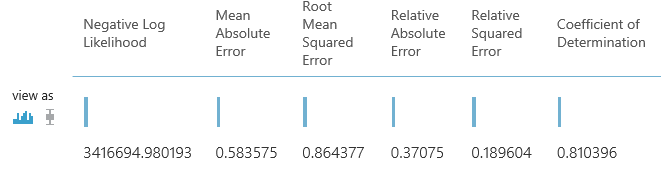 Negative Log
Likelihood
Mean
Absolute
Error
Root
Mean
Squared
Error
Relative
Absolute
Error
Relative
Squared
Error
Coefficient of
Determination
view as
3416694.980193 0.583575 0.864377 0.37075 0.189604 0.810396